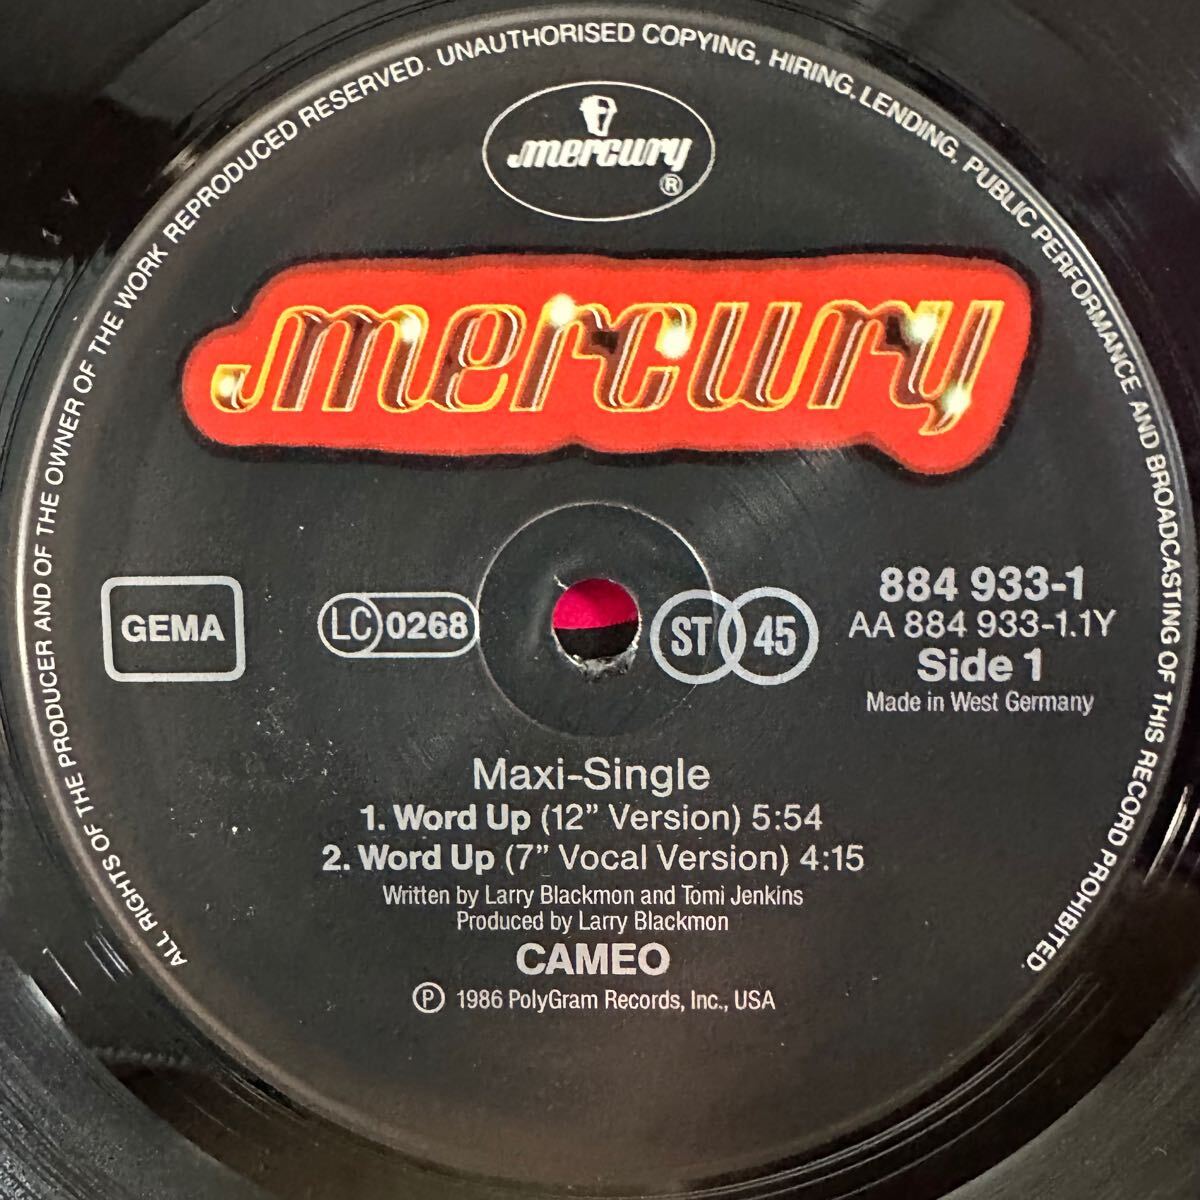 ALL RIGHTS OF THE PRODUCER AND OF THE OWNER OF THE WORK REPRODUCED RESERVED. UNAUTHORISED COPYING, HIRING, LENDING, PUBLIC PERFORMANCE AND BROADCASTING OF THIS RECORD PROHIBITED.
mercury
®
mercury
GEMA
LC 0268
ST 45
884 933-1
AA 884 933-1.1Y
Side 1
Made in West Germany
Maxi-Single
1. Word Up (12” Version) 5:54
2. Word Up (7” Vocal Version) 4:15
Written by Larry Blackmon and Tomi Jenkins
Produced by Larry Blackmon
CAMEO
℗ 1986 PolyGram Records, Inc., USA